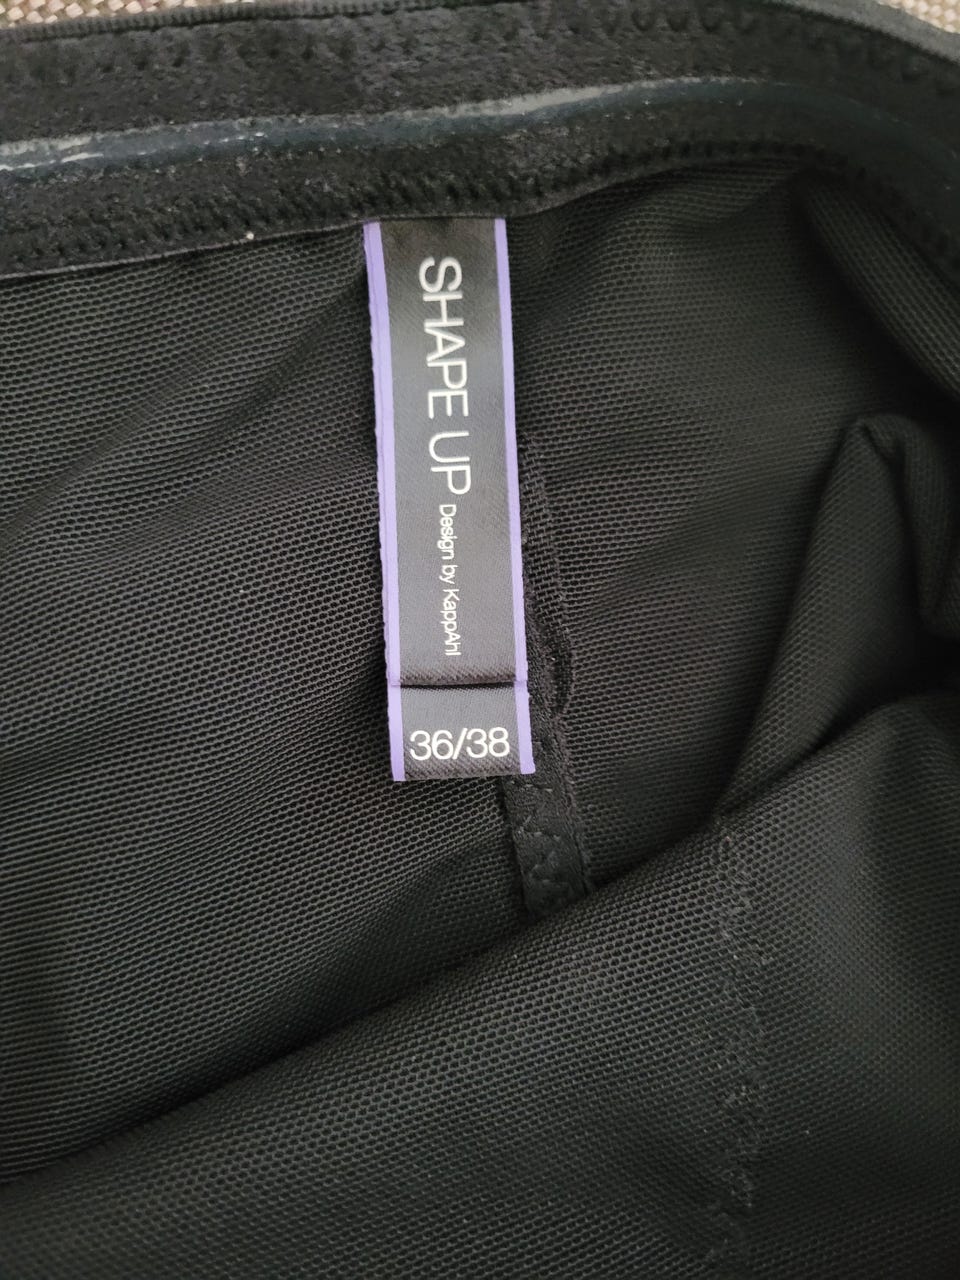 SHAPE UP Design by KappAhl
36/38